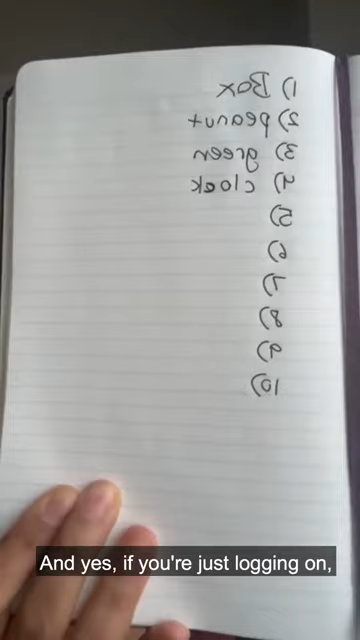 1) Box
2) peanut
3) green
4) clock
5)
6)
7)
8)
9)
10)
And yes, if you're just logging on,